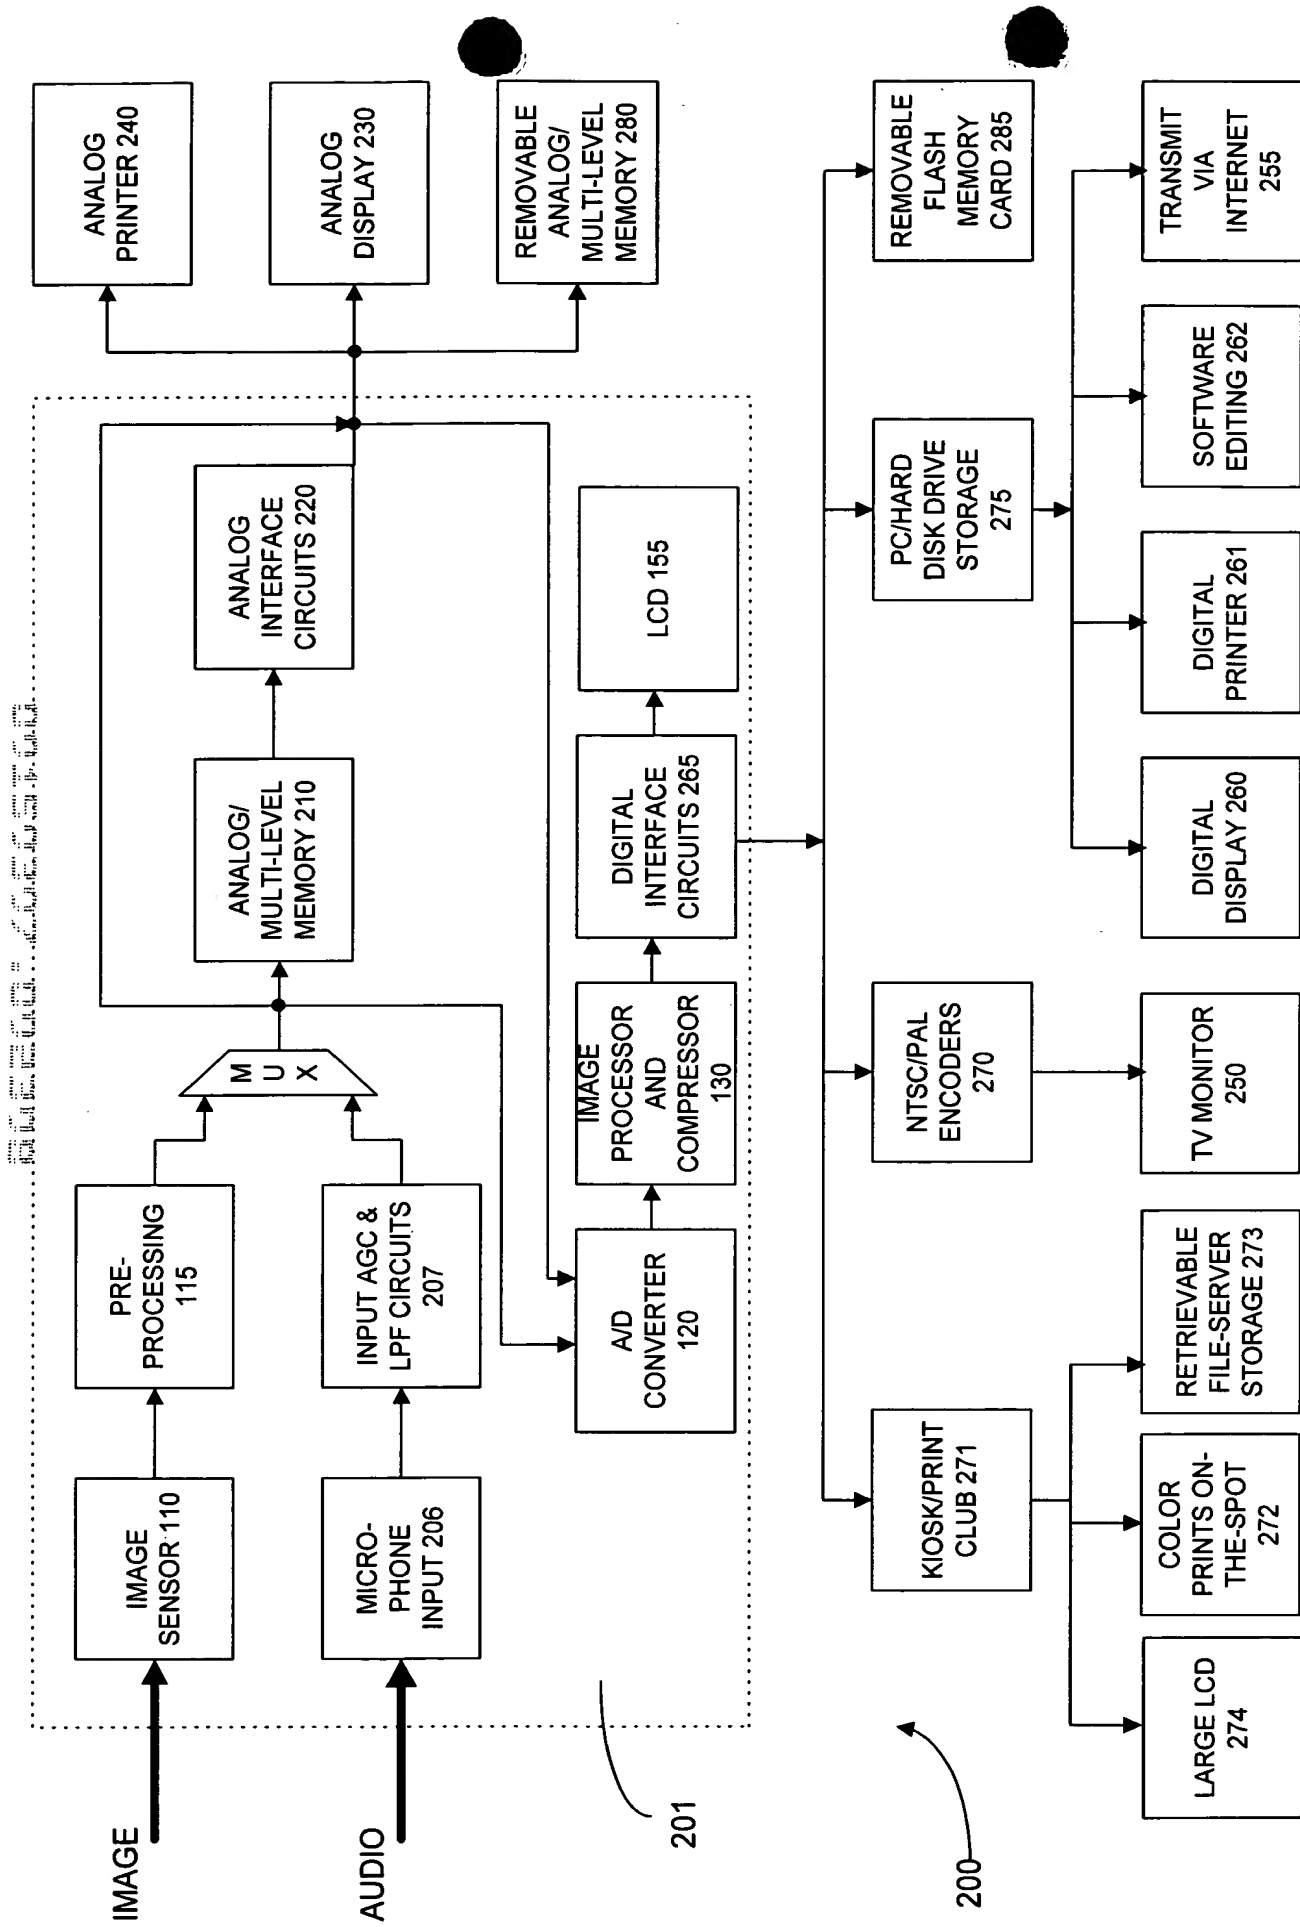 IMAGE
AUDIO
IMAGE
SENSOR 110
PRE-
PROCESSING
115
MICRO-
PHONE
INPUT 206
INPUT AGC &
LPF CIRCUITS
207
M
U
X
ANALOG/
MULTI-LEVEL
MEMORY 210
ANALOG
INTERFACE
CIRCUITS 220
ANALOG
PRINTER 240
ANALOG
DISPLAY 230
REMOVABLE
ANALOG/
MULTI-LEVEL
MEMORY 280
A/D
CONVERTER
120
IMAGE
PROCESSOR
AND
COMPRESSOR
130
DIGITAL
INTERFACE
CIRCUITS 265
LCD 155
201
200
KIOSK/PRINT
CLUB 271
NTSC/PAL
ENCODERS
270
PC/HARD
DISK DRIVE
STORAGE
275
REMOVABLE
FLASH
MEMORY
CARD 285
LARGE LCD
274
COLOR
PRINTS ON-
THE-SPOT
272
RETRIEVABLE
FILE-SERVER
STORAGE 273
TV MONITOR
250
DIGITAL
DISPLAY 260
DIGITAL
PRINTER 261
SOFTWARE
EDITING 262
TRANSMIT
VIA
INTERNET
255